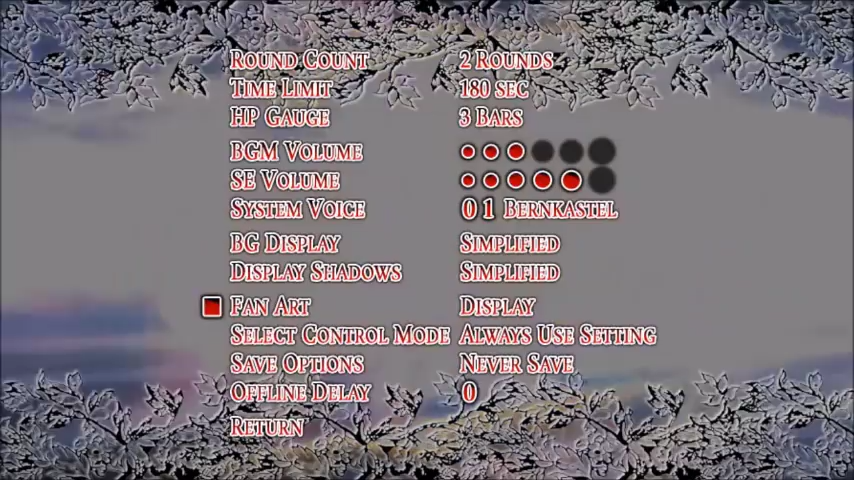 Round Count 2 Rounds
Time Limit 180 sec
HP Gauge 3 Bars
BGM Volume
SE Volume
System Voice 01 Bernkastel
BG Display Simplified
Display Shadows Simplified
Fan Art Display
Select Control Mode Always Use Setting
Save Options Never Save
Offline Delay 0
Return